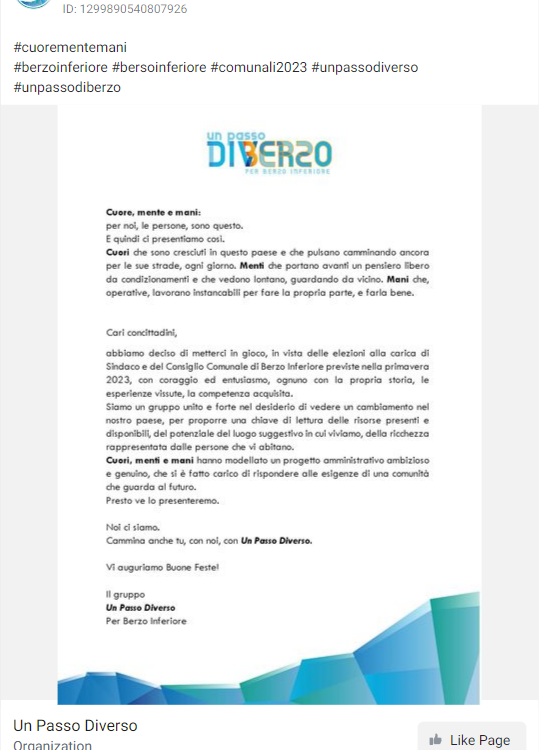 ID: 1299890540807926
#cuorementemani
#berzoinferiore #bersoinferiore #comunali2023 #unpassodiverso
#unpassodiberzo
un passo
DIBERZO
PER BERZO INFERIORE
Cuore, mente e mani:
per noi, le persone, sono questo.
E quindi ci presentiamo così.
Cuori che sono cresciuti in questo paese e che pulsano camminando ancora
per le sue strade, ogni giorno. Menti che portano avanti un pensiero libero
da condizionamenti e che vedono lontano, guardando da vicino. Mani che,
operative, lavorano instancabili per fare la propria parte, e farla bene.
Cari concittadini,
abbiamo deciso di metterci in gioco, in vista delle elezioni alla carica di
Sindaco e del Consiglio Comunale di Berzo Inferiore previste nella primavera
2023, con coraggio ed entusiasmo, ognuno con la propria storia, le
esperienze vissute, la competenza acquisita.
Siamo un gruppo unito e forte nel desiderio di vedere un cambiamento nel
nostro paese, per proporre una chiave di lettura delle risorse presenti e
disponibili, del potenziale del luogo suggestivo in cui viviamo, della ricchezza
rappresentata dalle persone che vi abitano.
Cuori, menti e mani hanno modellato un progetto amministrativo ambizioso
e genuino, che si è fatto carico di rispondere alle esigenze di una comunità
che guarda al futuro.
Presto ve lo presenteremo.
Noi ci siamo.
Cammina anche tu, con noi, con Un Passo Diverso.
Vi auguriamo Buone Feste!
Il gruppo
Un Passo Diverso
Per Berzo Inferiore
Un Passo Diverso
Organization
Like Page